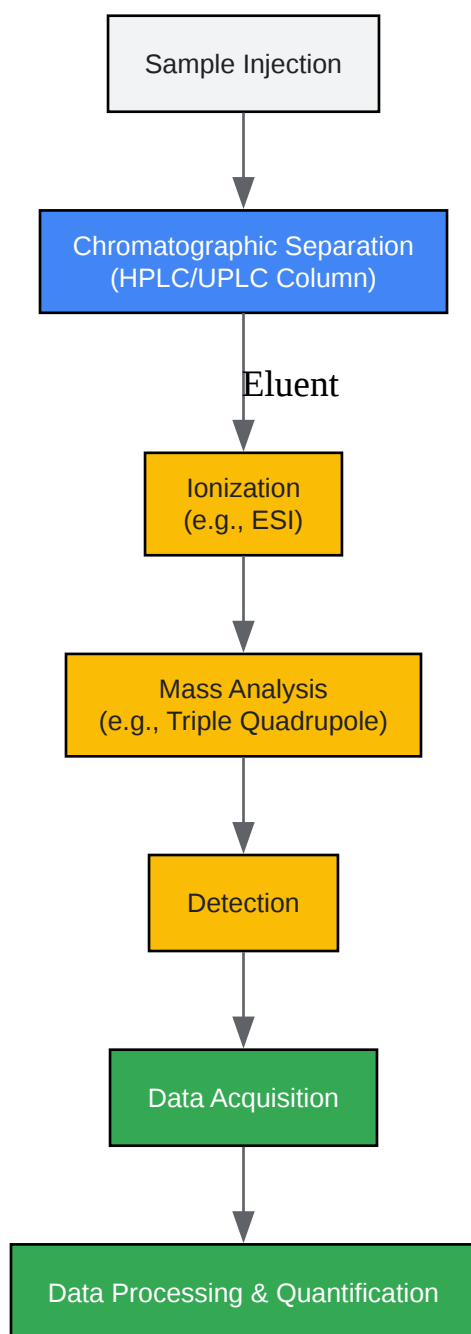 Sample Injection
Chromatographic Separation
(HPLC/UPLC Column)
Eluent
Ionization
(e.g., ESI)
Mass Analysis
(e.g., Triple Quadrupole)
Detection
Data Acquisition
Data Processing & Quantification